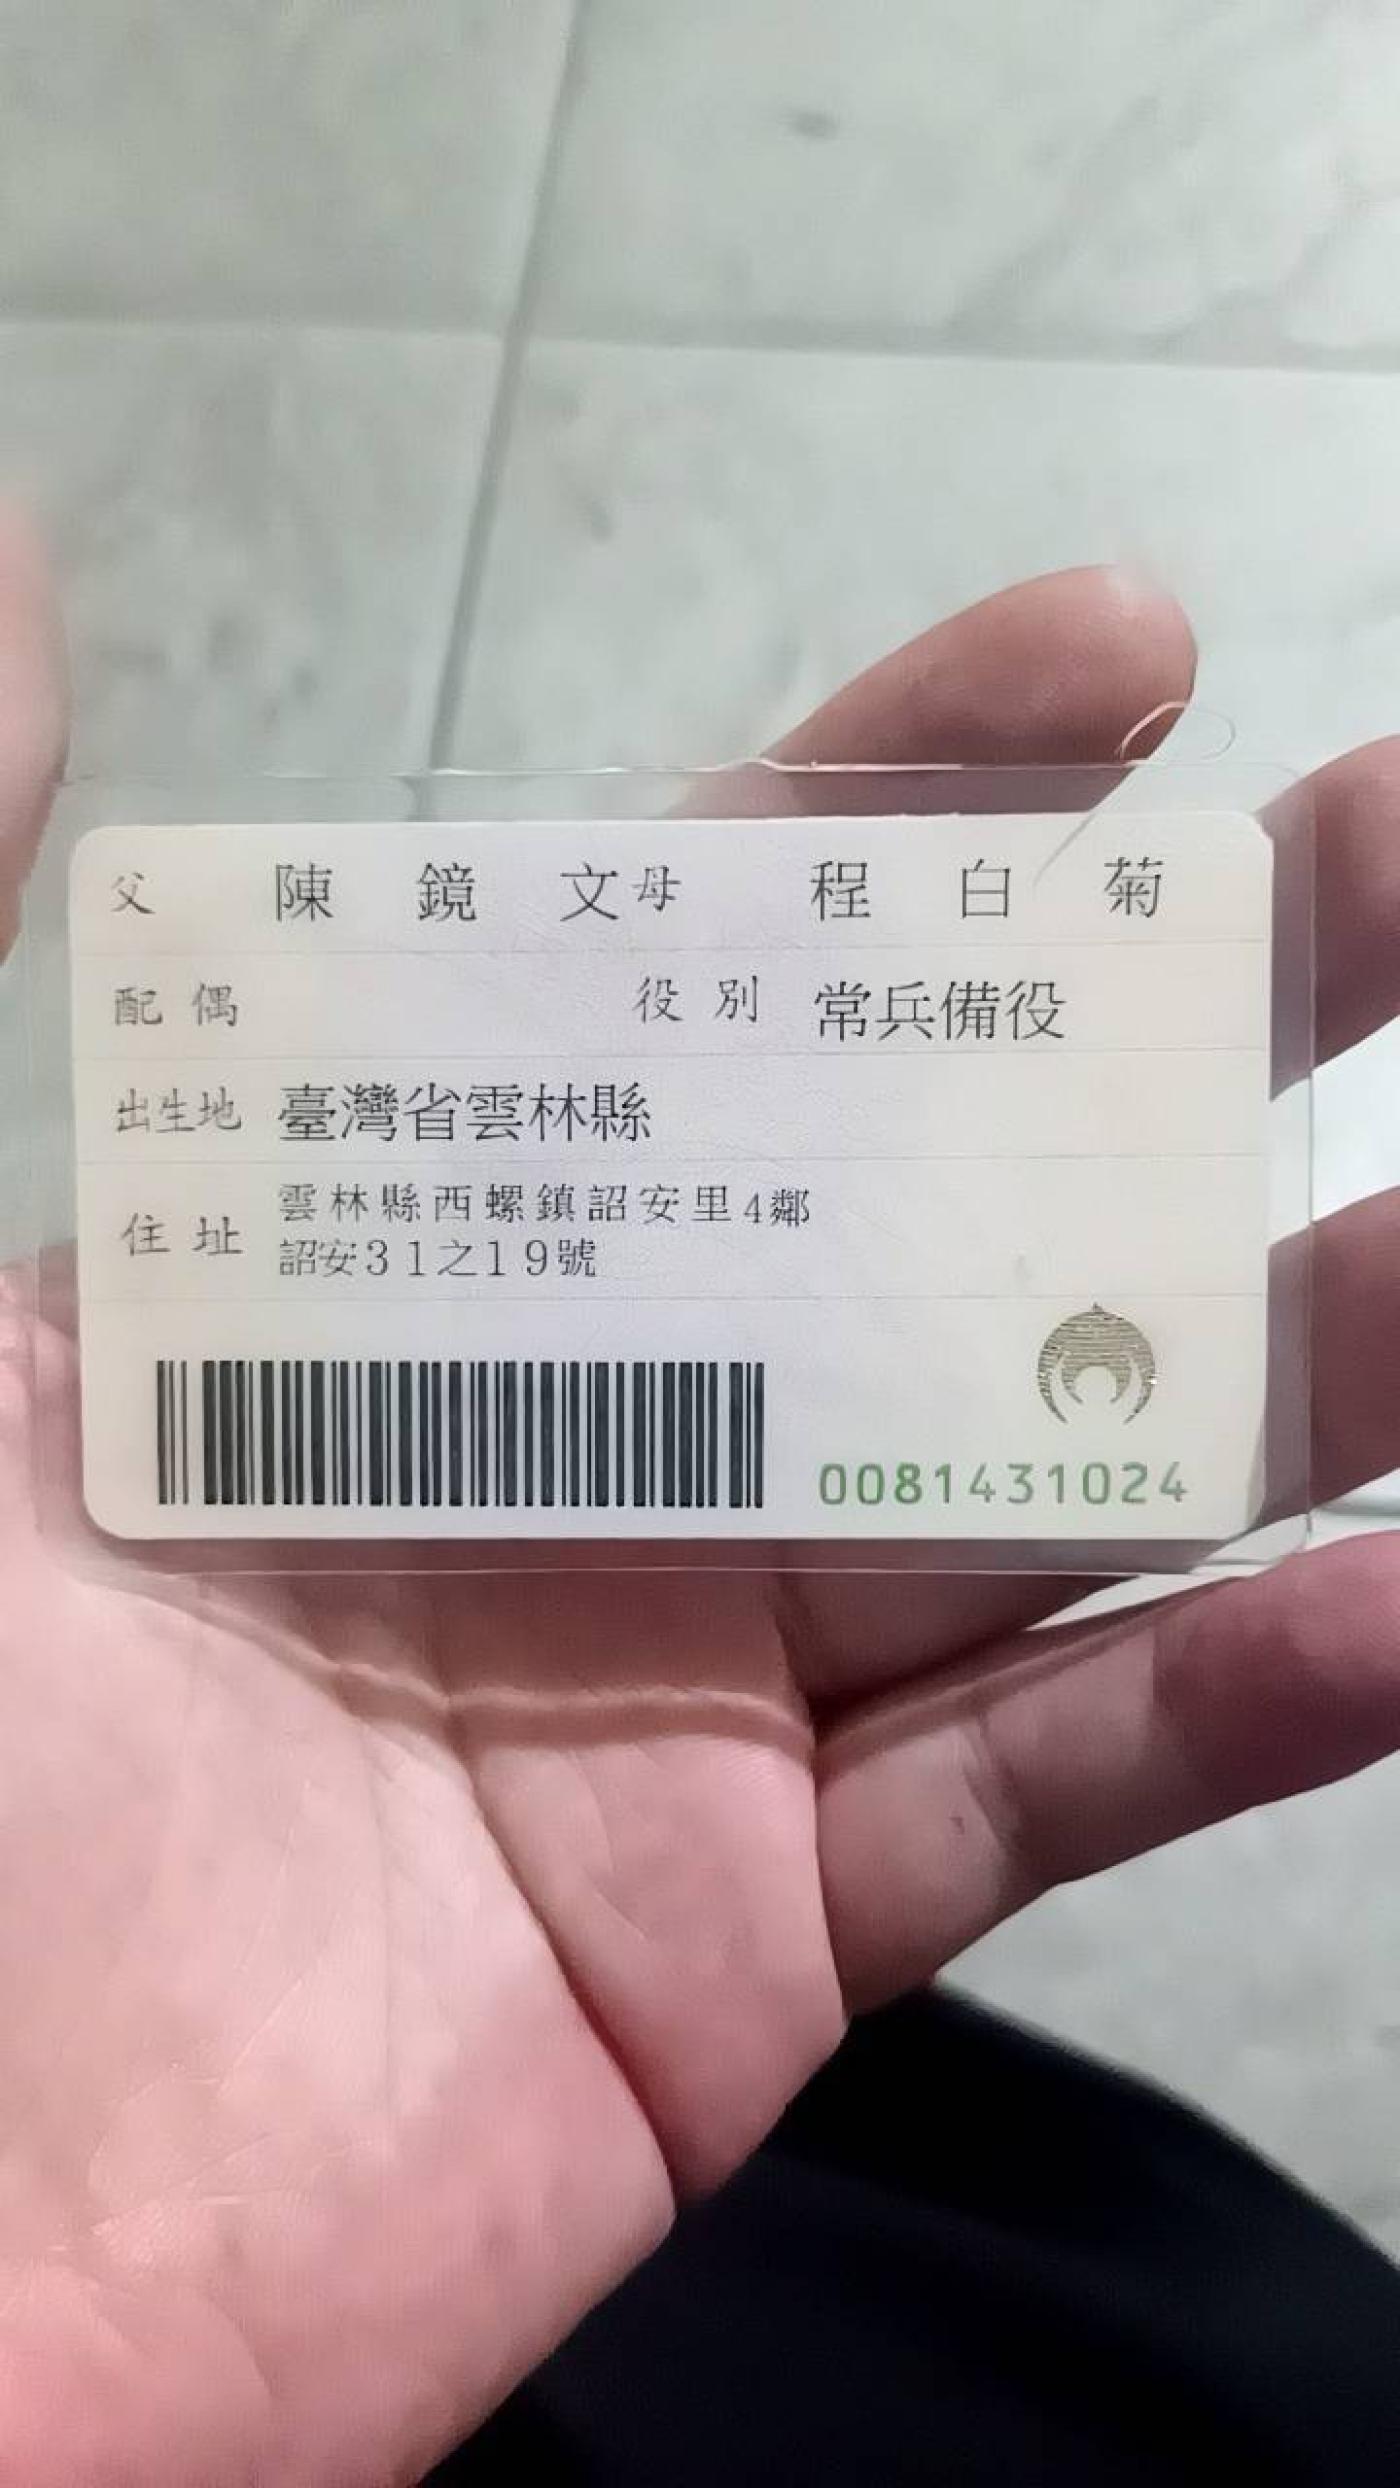 父 陳鏡文 母 程白菊
配偶 役別 常兵備役
出生地 臺灣省雲林縣
住址 雲林縣西螺鎮詔安里4鄰
詔安31之19號
0081431024